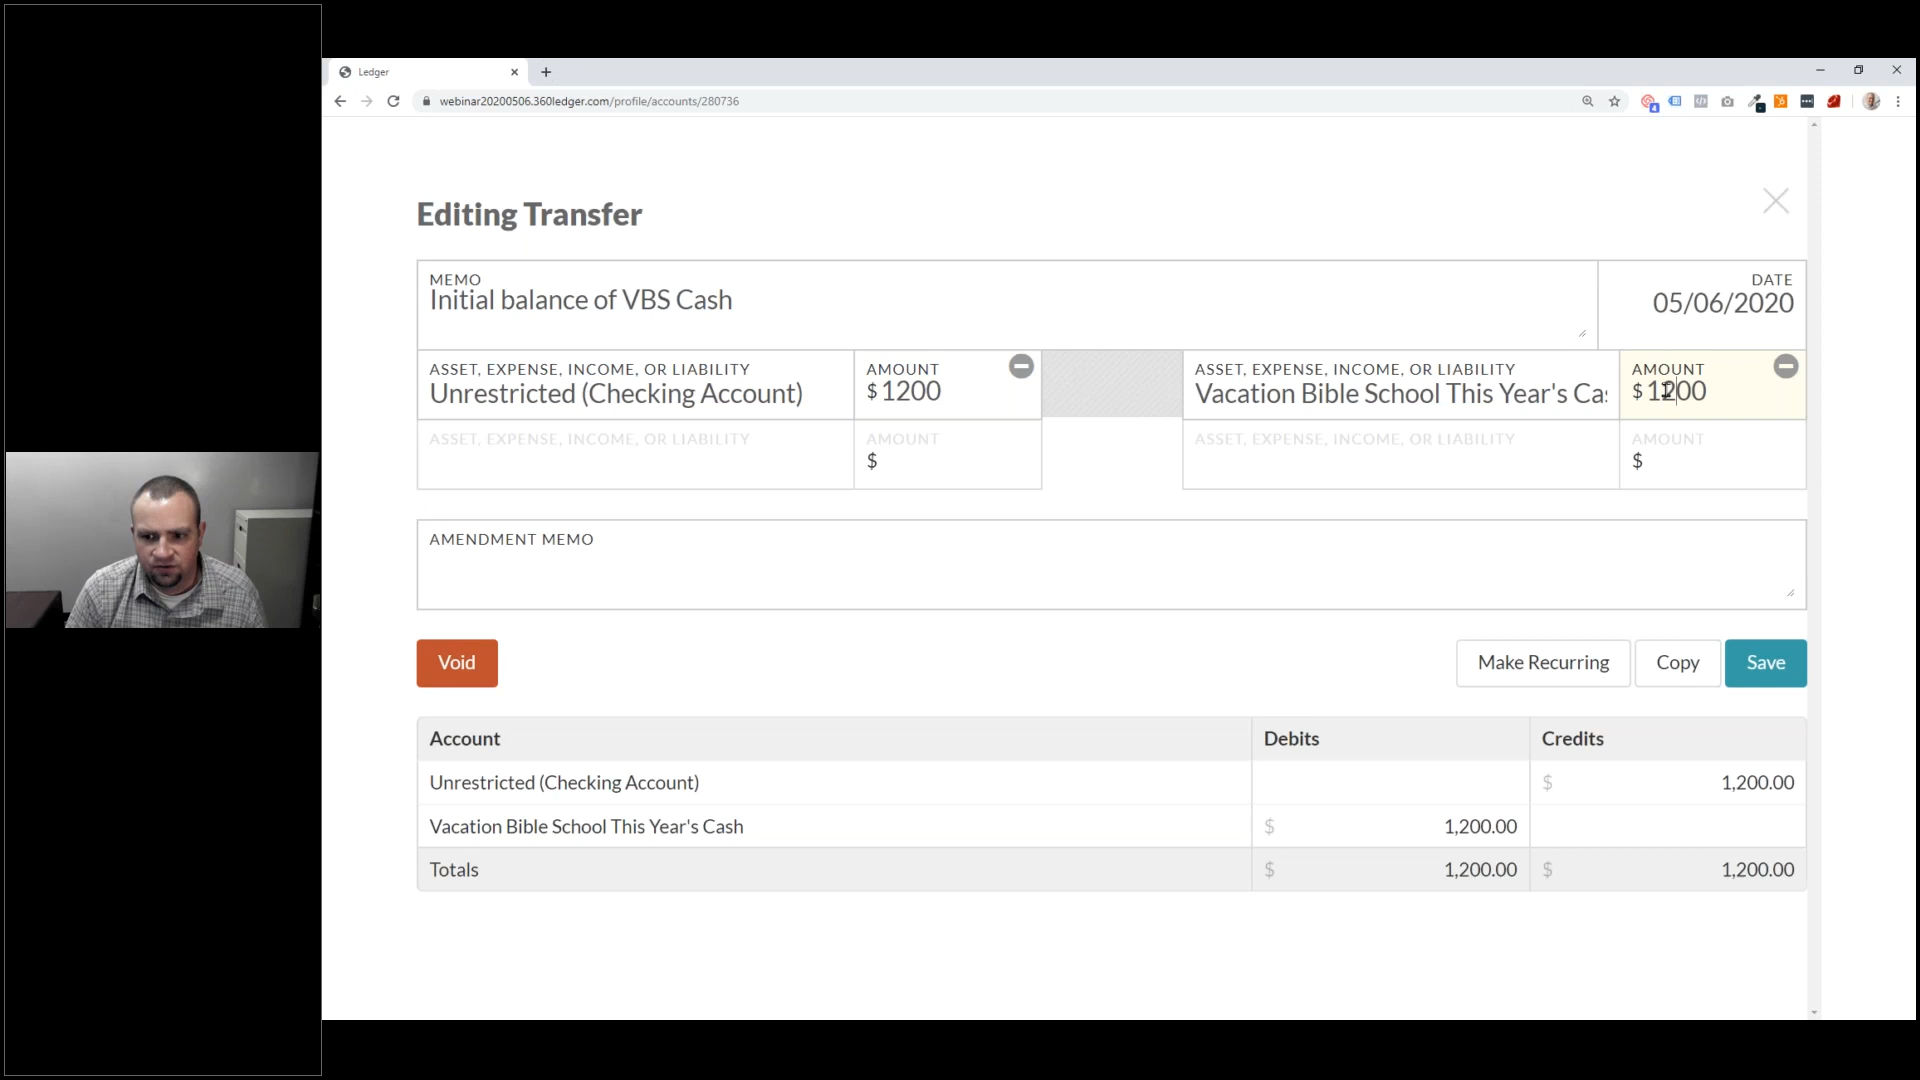 Ledger
webinar20200506.360ledger.com/profile/accounts/280736
Editing Transfer
MEMO
Initial balance of VBS Cash
DATE
05/06/2020
ASSET, EXPENSE, INCOME, OR LIABILITY
Unrestricted (Checking Account)
AMOUNT
$ 1200
ASSET, EXPENSE, INCOME, OR LIABILITY
Vacation Bible School This Year's Cas
AMOUNT
$ 1200
ASSET, EXPENSE, INCOME, OR LIABILITY
AMOUNT
$
ASSET, EXPENSE, INCOME, OR LIABILITY
AMOUNT
$
AMENDMENT MEMO
Void
Make Recurring
Copy
Save
Account Debits Credits
Unrestricted (Checking Account) $ 1,200.00
Vacation Bible School This Year's Cash $ 1,200.00
Totals $ 1,200.00 $ 1,200.00